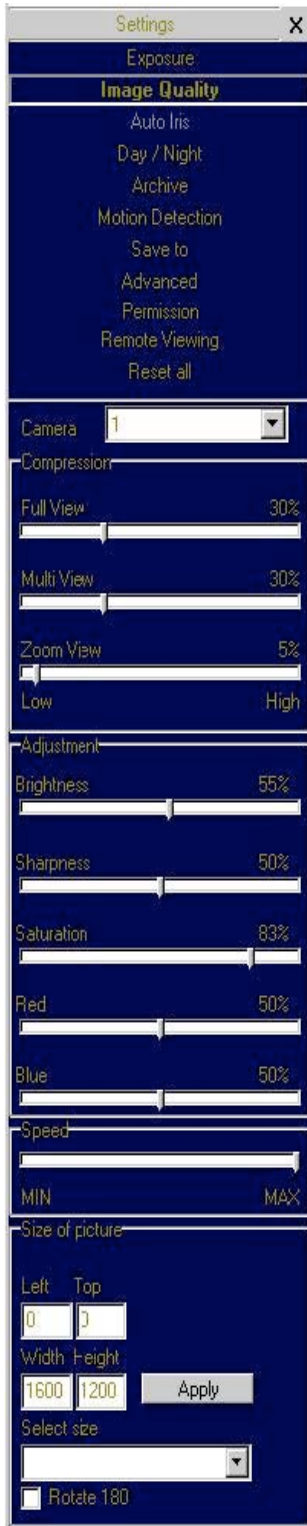 Settings X
Exposure
Image Quality
Auto Iris
Day / Night
Archive
Motion Detection
Save to
Advanced
Permission
Remote Viewing
Reset all
Camera 1
Compression
Full View 30%
Multi View 30%
Zoom View 5%
Low High
Adjustment
Brightness 55%
Sharpness 50%
Saturation 83%
Red 50%
Blue 50%
Speed
MIN MAX
Size of picture
Left Top
0 0
Width Height
1600 1200 Apply
Select size
Rotate 180